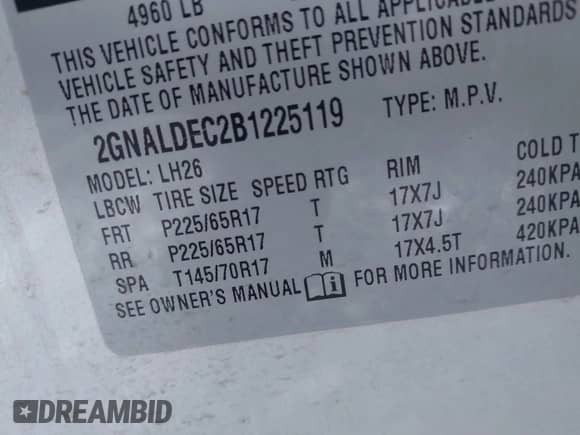 4960 LB
THIS VEHICLE CONFORMS TO ALL APPLICABLE
VEHICLE SAFETY AND THEFT PREVENTION STANDARDS
THE DATE OF MANUFACTURE SHOWN ABOVE.
2GNALDEC2B1225119 TYPE: M.P.V.
MODEL: LH26
LBCW TIRE SIZE SPEED RTG RIM COLD T
FRT P225/65R17 T 17X7J 240KPA
RR P225/65R17 T 17X7J 240KPA
SPA T145/70R17 M 17X4.5T 420KPA
SEE OWNER'S MANUAL FOR MORE INFORMATION.
DREAMBID